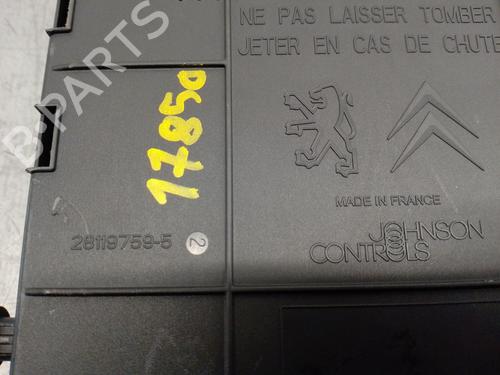 NE PAS LAISSER TOMBER
JETER EN CAS DE CHUTE
17850
MADE IN FRANCE
28119759-5
2
JOHNSON
CONTROLS
B-PARTS